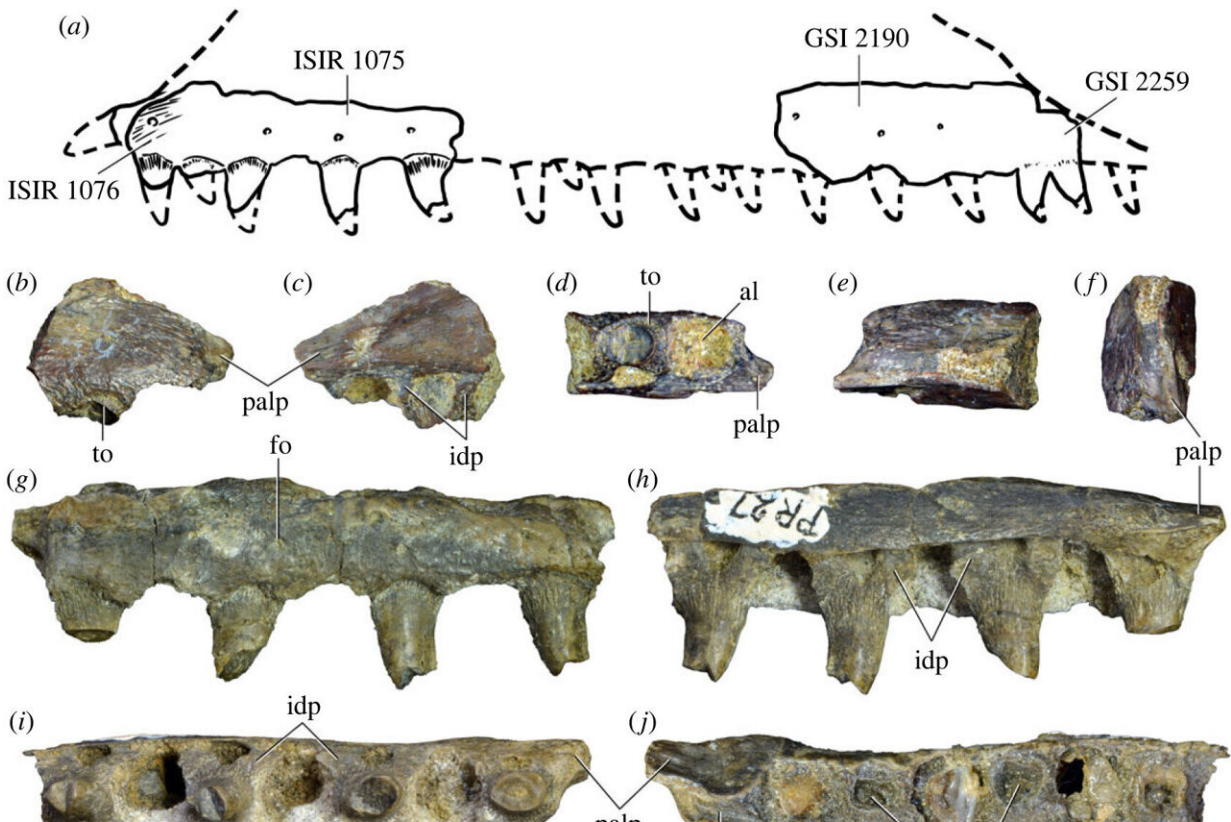 (a)
ISIR 1075
GSI 2190
GSI 2259
ISIR 1076
(b)
(c)
(d)
to
al
(e)
(f)
palp
to
idp
palp
palp
(g)
fo
(h)
PR27
idp
(i)
idp
(j)
palp